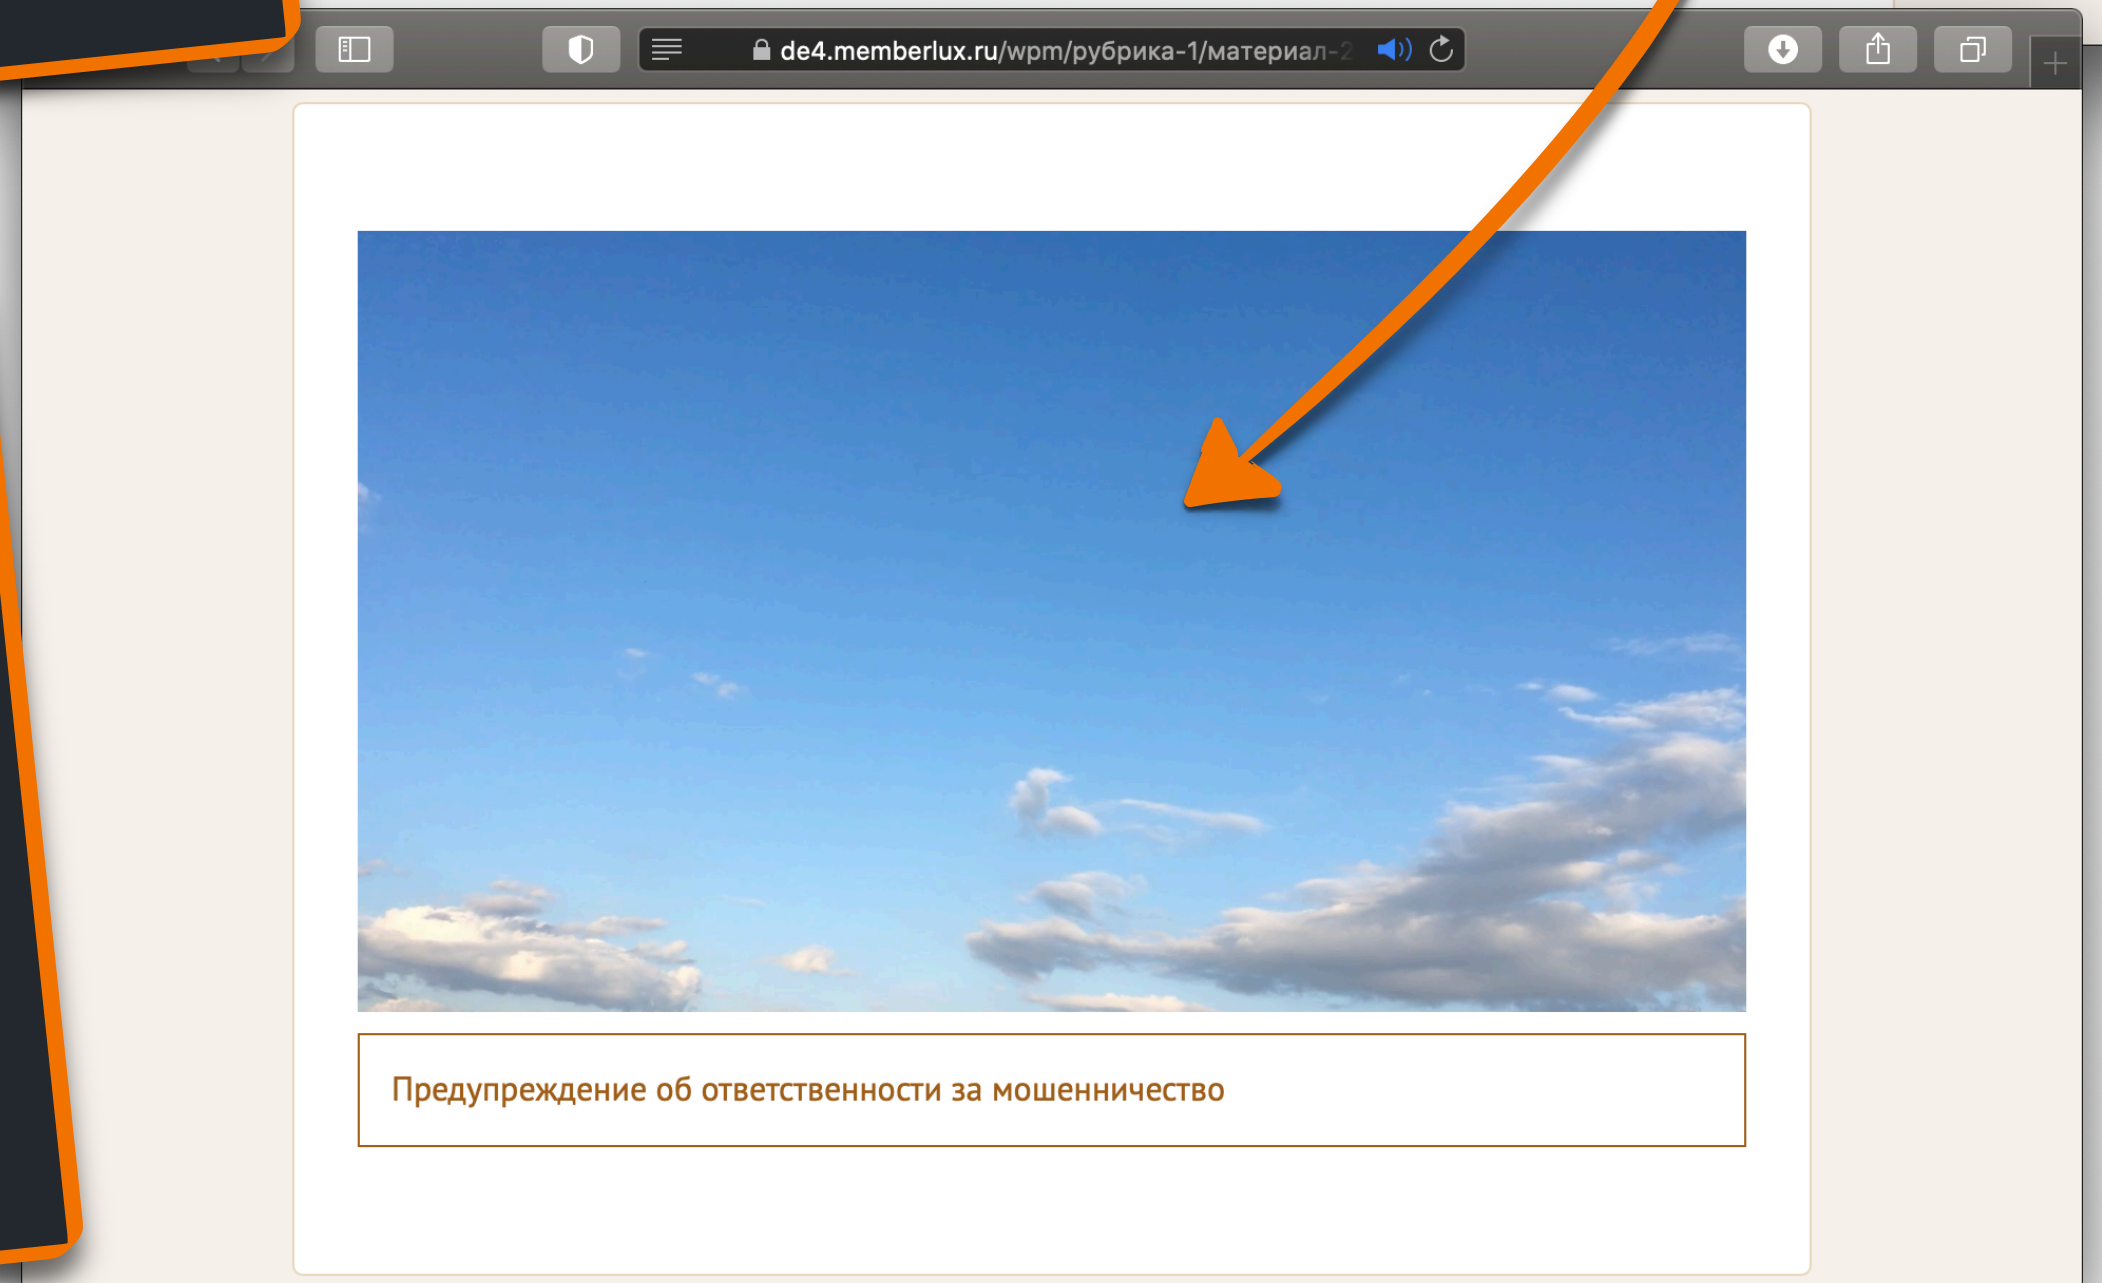 de4.memberlux.ru/wpm/рубрика-1/материал-2
Предупреждение об ответственности за мошенничество